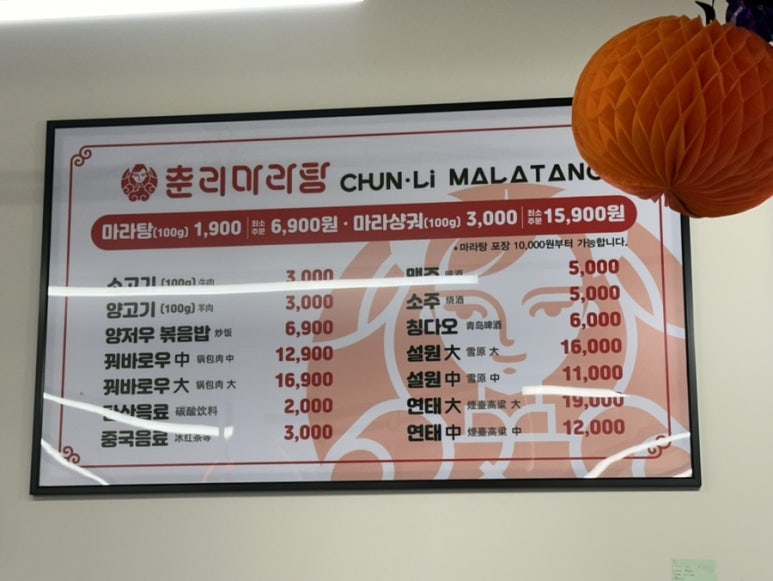 춘리마라탕 CHUN·Li MALATANG
마라탕(100g) 1,900 최소주문 6,900원 · 마라샹궈(100g) 3,000 최소주문 15,900원
• 마라탕 포장 10,000원부터 가능합니다.
소고기 (100g) 牛肉 3,000
양고기 (100g) 羊肉 3,000
양저우 볶음밥 炒饭 6,900
꿔바로우 中 锅包肉 中 12,900
꿔바로우 大 锅包肉 大 16,900
탄산음료 碳酸饮料 2,000
중국음료 冰红茶等 3,000
맥주 啤酒 5,000
소주 烧酒 5,000
칭다오 青岛啤酒 6,000
설원 大 雪原 大 16,000
설원 中 雪原 中 11,000
연태 大 煙臺高粱 大 19,000
연태 中 煙臺高粱 中 12,000